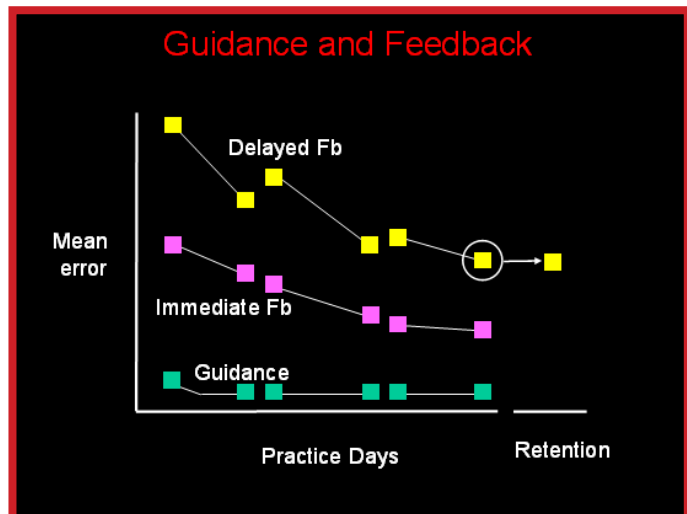 Guidance and Feedback
Delayed Fb
Mean
error
Immediate Fb
Guidance
Practice Days
Retention